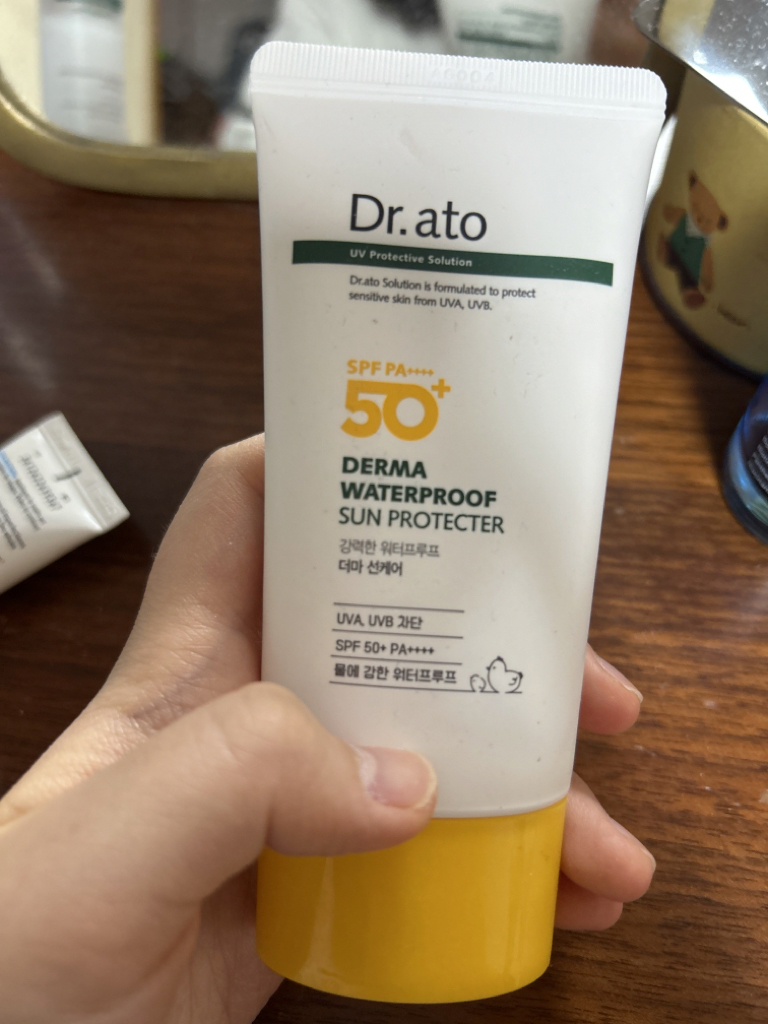 Dr.ato
UV Protective Solution
Dr.ato Solution is formulated to protect
sensitive skin from UVA, UVB.
SPF PA++++
50+
DERMA
WATERPROOF
SUN PROTECTER
강력한 워터프루프
더마 선케어
UVA, UVB 차단
SPF 50+ PA++++
물에 강한 워터프루프